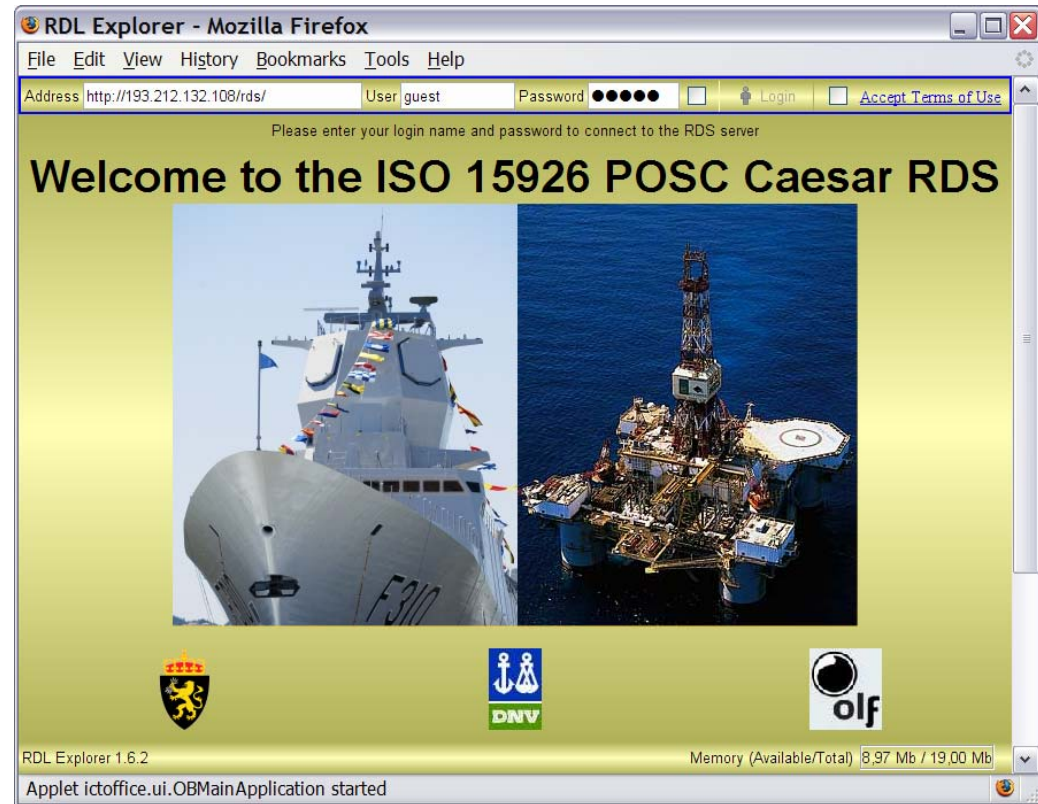 RDL Explorer - Mozilla Firefox
File Edit View History Bookmarks Tools Help
Address http://193.212.132.108/rds/ User guest Password ●●●●● Login Accept Terms of Use
Please enter your login name and password to connect to the RDS server
Welcome to the ISO 15926 POSC Caesar RDS
F310
DNV
olf
RDL Explorer 1.6.2 Memory (Available/Total) 8,97 Mb / 19,00 Mb
Applet ictoffice.ui.OBMainApplication started